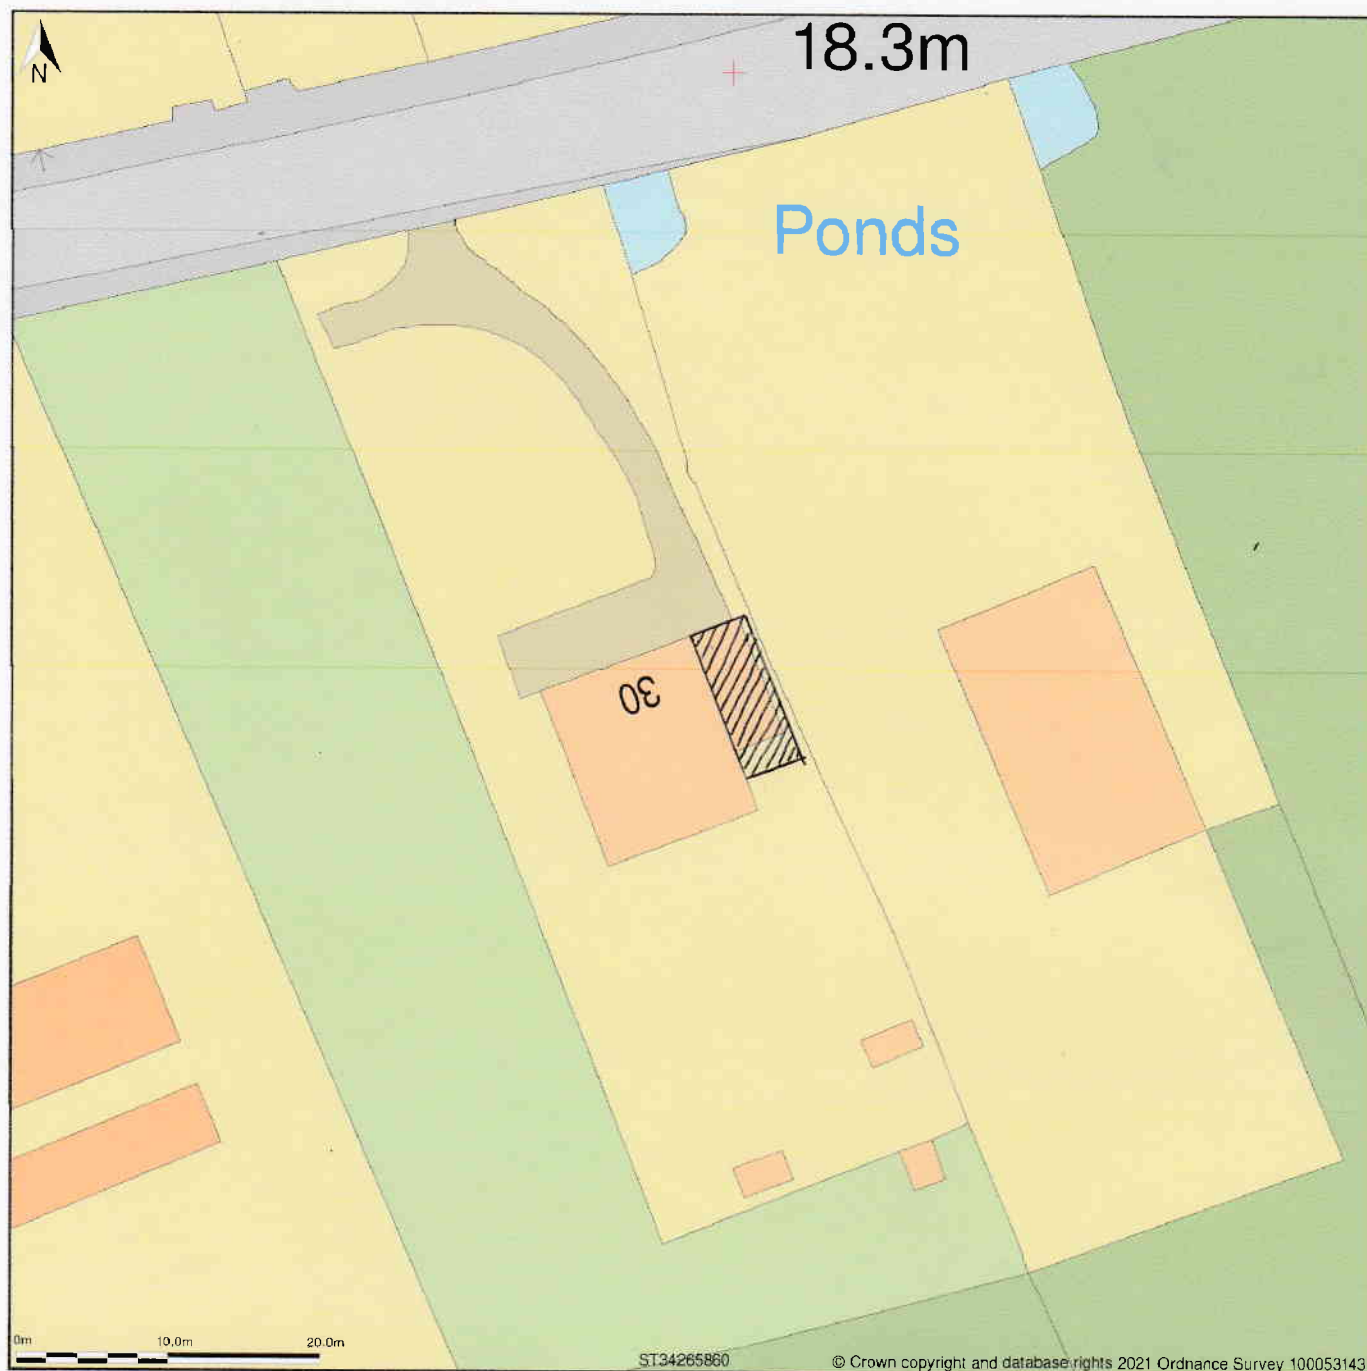 N
18.3m
Ponds
30
0m 10.0m 20.0m
ST34265860
© Crown copyright and database rights 2021 Ordnance Survey 100053143